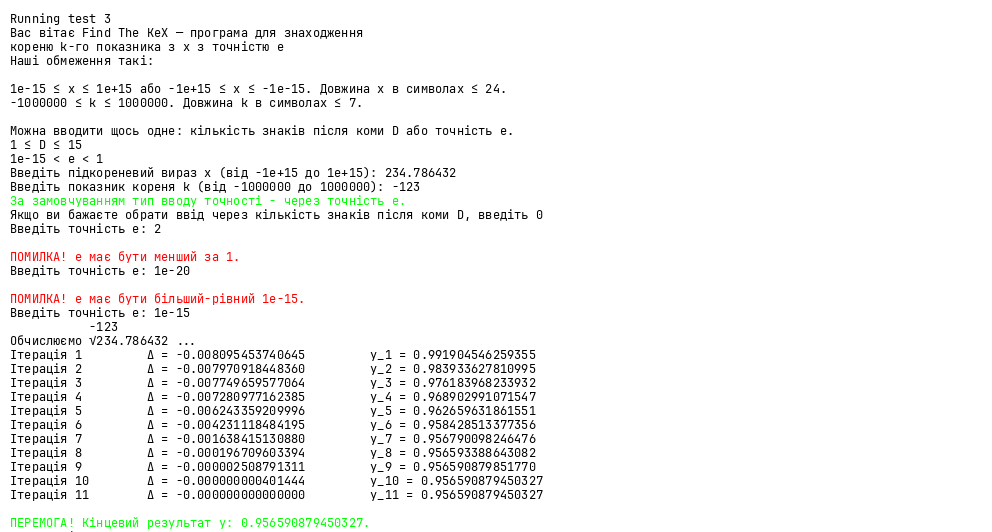 Running test 3
Вас вітає Find The KeX — програма для знаходження
кореню k-го показника з x з точністю e
Наші обмеження такі:
1e-15 ≤ x ≤ 1e+15 або -1e+15 ≤ x ≤ -1e-15. Довжина x в символах ≤ 24.
-1000000 ≤ k ≤ 1000000. Довжина k в символах ≤ 7.
Можна вводити щось одне: кількість знаків після коми D або точність e.
1 ≤ D ≤ 15
1e-15 < e < 1
Введіть підкореневий вираз x (від -1e+15 до 1e+15): 234.786432
Введіть показник кореня k (від -1000000 до 1000000): -123
За замовчуванням тип вводу точності - через точність e.
Якщо ви бажаєте обрати ввід через кількість знаків після коми D, введіть 0
Введіть точність e: 2
ПОМИЛКА! e має бути менший за 1.
Введіть точність e: 1e-20
ПОМИЛКА! e має бути більший-рівний 1e-15.
Введіть точність e: 1e-15
-123
Обчислюємо √234.786432 ...
Ітерація 1 Δ = -0.008095453740645 y_1 = 0.991904546259355
Ітерація 2 Δ = -0.007970918448360 y_2 = 0.983933627810995
Ітерація 3 Δ = -0.007749659577064 y_3 = 0.976183968233932
Ітерація 4 Δ = -0.007280977162385 y_4 = 0.968902991071547
Ітерація 5 Δ = -0.006243359209996 y_5 = 0.962659631861551
Ітерація 6 Δ = -0.004231118484195 y_6 = 0.958428513377356
Ітерація 7 Δ = -0.001638415130880 y_7 = 0.956790098246476
Ітерація 8 Δ = -0.000196709603394 y_8 = 0.956593388643082
Ітерація 9 Δ = -0.000002508791311 y_9 = 0.956590879851770
Ітерація 10 Δ = -0.000000000401444 y_10 = 0.956590879450327
Ітерація 11 Δ = -0.000000000000000 y_11 = 0.956590879450327
ПЕРЕМОГА! Кінцевий результат y: 0.956590879450327.